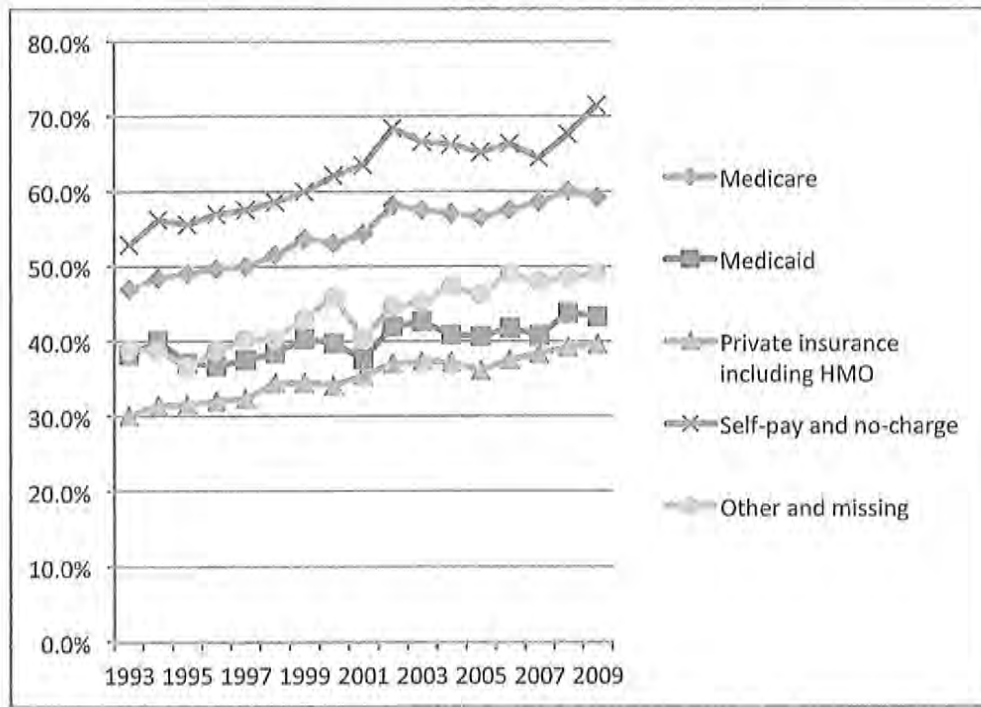 80.0%
70.0%
60.0%
50.0%
40.0%
30.0%
20.0%
10.0%
0.0%
1993 1995 1997 1999 2001 2003 2005 2007 2009
Medicare
Medicaid
Private insurance
including HMO
Self-pay and no-charge
Other and missing